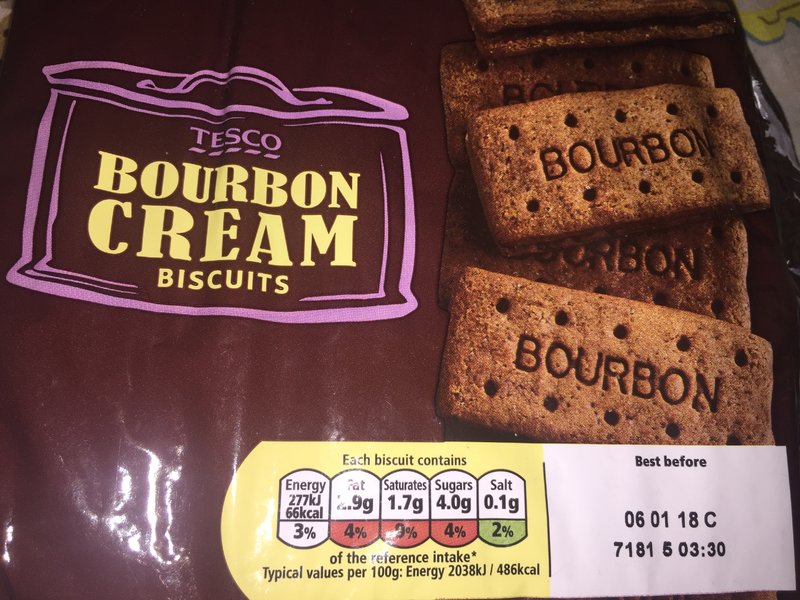 TESCO
BOURBON
CREAM
BISCUITS
BOURBON
BOURBON
BOURBON
Each biscuit contains
Energy
277kJ
66kcal
3%
Fat
.9g
4%
Saturates
1.7g
9%
Sugars
4.0g
4%
Salt
0.1g
2%
of the reference intake*
Typical values per 100g: Energy 2038kJ / 486kcal
Best before
06 01 18 C
7181 5 03:30